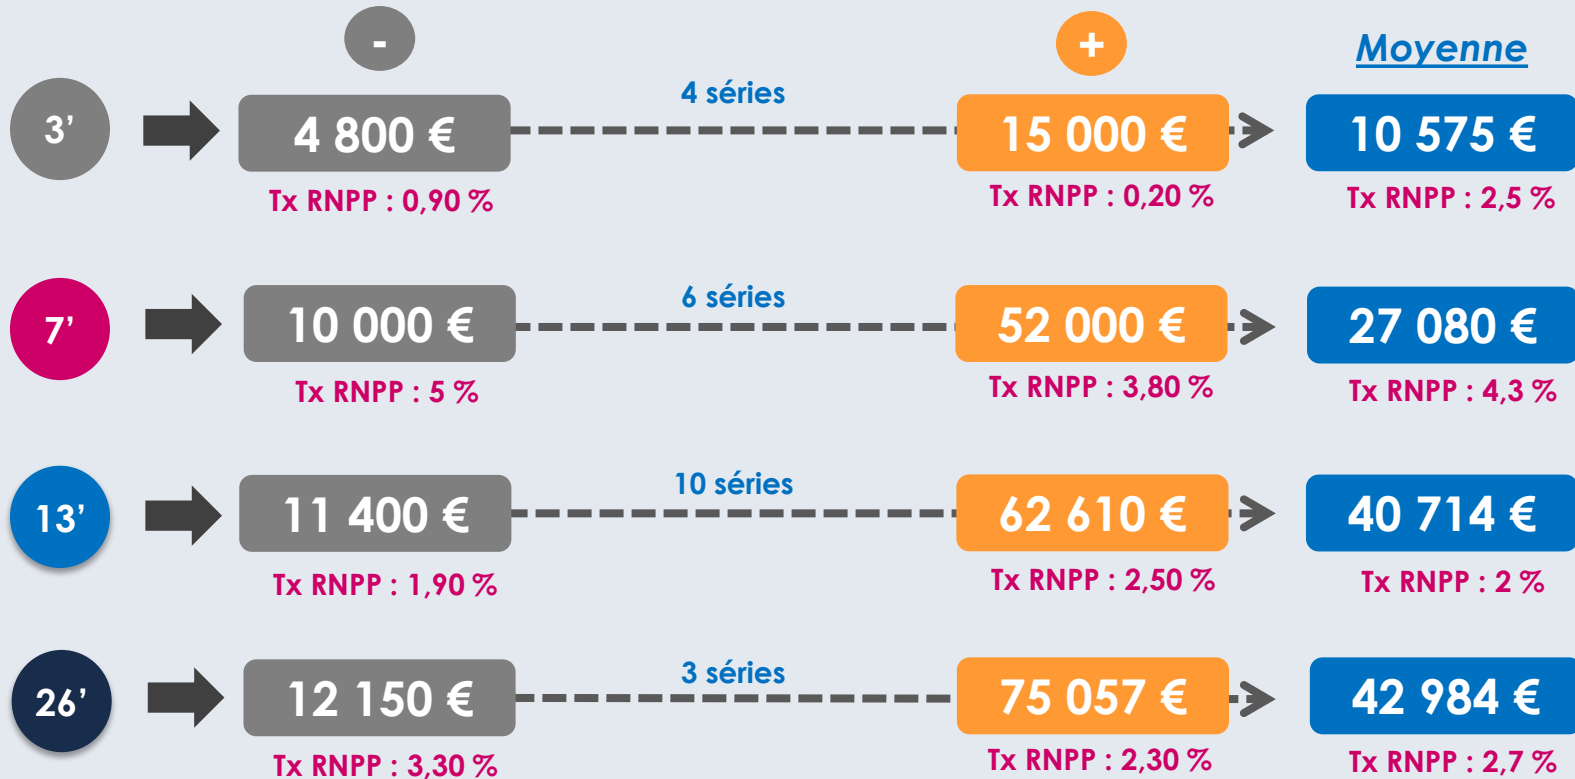 -
+
Moyenne
3’
4 800 €
4 séries
15 000 €
10 575 €
Tx RNPP : 0,90 %
Tx RNPP : 0,20 %
Tx RNPP : 2,5 %
7’
10 000 €
6 séries
52 000 €
27 080 €
Tx RNPP : 5 %
Tx RNPP : 3,80 %
Tx RNPP : 4,3 %
13’
11 400 €
10 séries
62 610 €
40 714 €
Tx RNPP : 1,90 %
Tx RNPP : 2,50 %
Tx RNPP : 2 %
26’
12 150 €
3 séries
75 057 €
42 984 €
Tx RNPP : 3,30 %
Tx RNPP : 2,30 %
Tx RNPP : 2,7 %